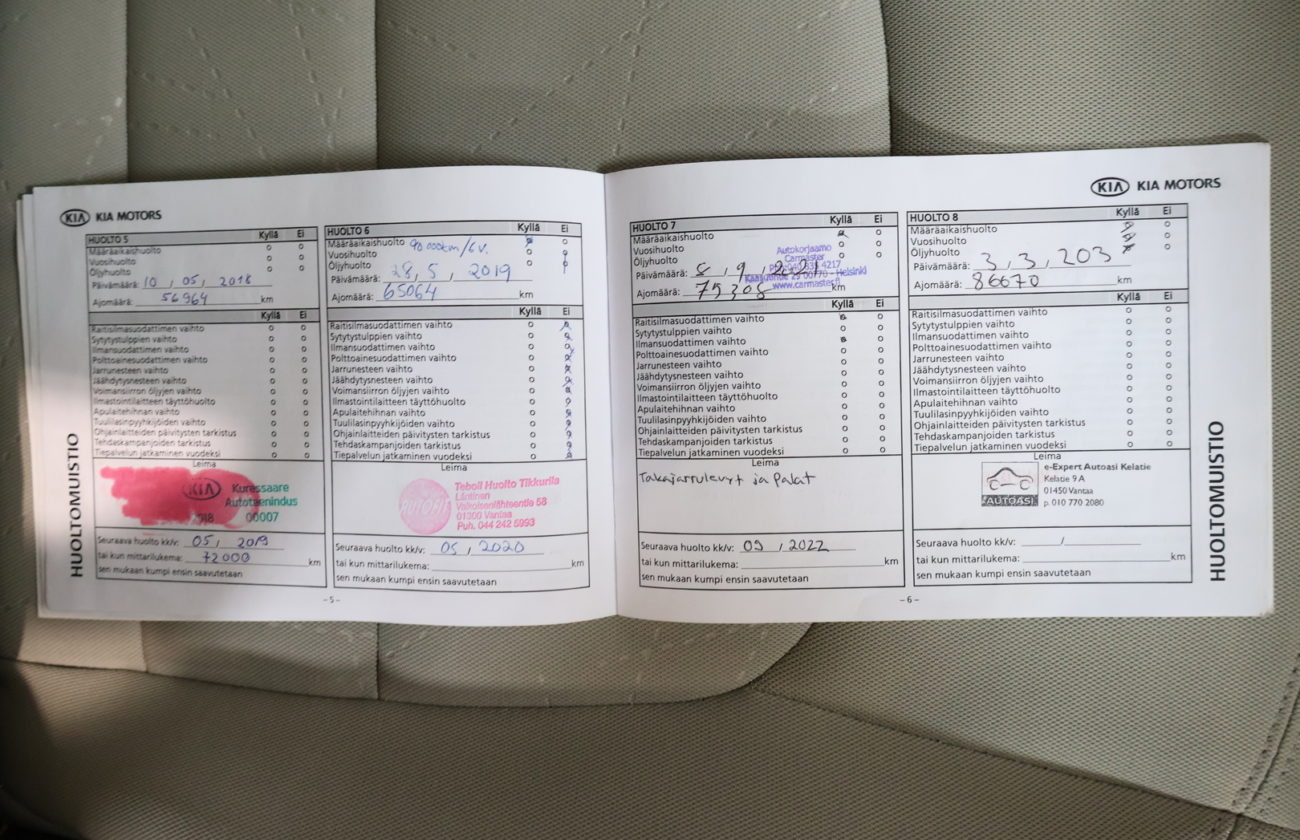 KIA KIA MOTORS
HUOLTO 5 Kyllä Ei
Määräaikaishuolto
Vuosihuolto
Öljyhuolto
Päivämäärä: 10, 05, 2018
Ajomäärä: 56964 km
Kyllä Ei
Raitisilmasuodattimen vaihto
Sytytystulppien vaihto
Ilmansuodattimen vaihto
Polttoainesuodattimen vaihto
Jarrunesteen vaihto
Jäähdytysnesteen vaihto
Voimansiirron öljyjen vaihto
Ilmastointilaitteen täyttöhuolto
Apulaitehihnan vaihto
Tuulilasinpyyhkijöiden vaihto
Ohjainlaitteiden päivitysten tarkistus
Tehdaskampanjoiden tarkistus
Tiepalvelun jatkaminen vuodeksi
Leima
KIA Kuressaare
Autoteenindus
00007
Seuraava huolto kk/v: 05, 2019
tai kun mittarilukema: 72000 km
sen mukaan kumpi ensin saavutetaan
HUOLTOMUISTIO
HUOLTO 6 Kyllä Ei
Määräaikaishuolto 90 000km/6v.
Vuosihuolto
Öljyhuolto
Päivämäärä: 28, 5, 2019
Ajomäärä: 65064 km
Kyllä Ei
Raitisilmasuodattimen vaihto
Sytytystulppien vaihto
Ilmansuodattimen vaihto
Polttoainesuodattimen vaihto
Jarrunesteen vaihto
Jäähdytysnesteen vaihto
Voimansiirron öljyjen vaihto
Ilmastointilaitteen täyttöhuolto
Apulaitehihnan vaihto
Tuulilasinpyyhkijöiden vaihto
Ohjainlaitteiden päivitysten tarkistus
Tehdaskampanjoiden tarkistus
Tiepalvelun jatkaminen vuodeksi
Leima
Teboil Huolto Tikkurila
Läntinen
Valkoisenlähteentie 58
01300 Vantaa
Puh. 044 242 5993
Seuraava huolto kk/v: 05, 2020
tai kun mittarilukema: km
sen mukaan kumpi ensin saavutetaan
- 5 -
HUOLTO 7 Kyllä Ei
Määräaikaishuolto
Vuosihuolto
Öljyhuolto
Päivämäärä: 8, 9, 2021
Ajomäärä: 75308 km
Autokorjaamo
Carmaster
4217
00770 - Helsinki
www.carmaster.fi
Kyllä Ei
Raitisilmasuodattimen vaihto
Sytytystulppien vaihto
Ilmansuodattimen vaihto
Polttoainesuodattimen vaihto
Jarrunesteen vaihto
Jäähdytysnesteen vaihto
Voimansiirron öljyjen vaihto
Ilmastointilaitteen täyttöhuolto
Apulaitehihnan vaihto
Tuulilasinpyyhkijöiden vaihto
Ohjainlaitteiden päivitysten tarkistus
Tehdaskampanjoiden tarkistus
Tiepalvelun jatkaminen vuodeksi
Leima
Takajarrulevyt ja Palat
Seuraava huolto kk/v: 09, 2022
tai kun mittarilukema: km
sen mukaan kumpi ensin saavutetaan
KIA KIA MOTORS
HUOLTO 8 Kyllä Ei
Määräaikaishuolto
Vuosihuolto
Öljyhuolto
Päivämäärä: 3, 3, 203
Ajomäärä: 86670 km
Kyllä Ei
Raitisilmasuodattimen vaihto
Sytytystulppien vaihto
Ilmansuodattimen vaihto
Polttoainesuodattimen vaihto
Jarrunesteen vaihto
Jäähdytysnesteen vaihto
Voimansiirron öljyjen vaihto
Ilmastointilaitteen täyttöhuolto
Apulaitehihnan vaihto
Tuulilasinpyyhkijöiden vaihto
Ohjainlaitteiden päivitysten tarkistus
Tehdaskampanjoiden tarkistus
Tiepalvelun jatkaminen vuodeksi
Leima
AUTOASI
e-Expert Autoasi Kelatie
Kelatie 9 A
01450 Vantaa
p. 010 770 2080
Seuraava huolto kk/v: /
tai kun mittarilukema: km
sen mukaan kumpi ensin saavutetaan
- 6 -
HUOLTOMUISTIO